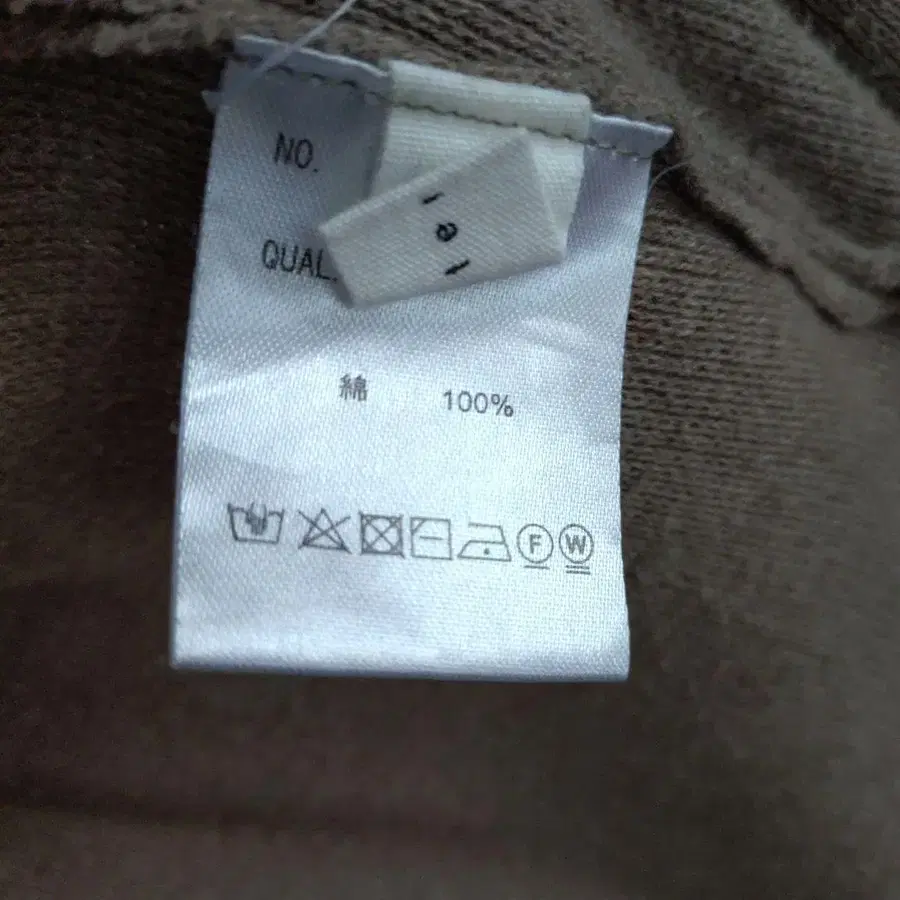 NO.
QUAL.
綿 100%
F W